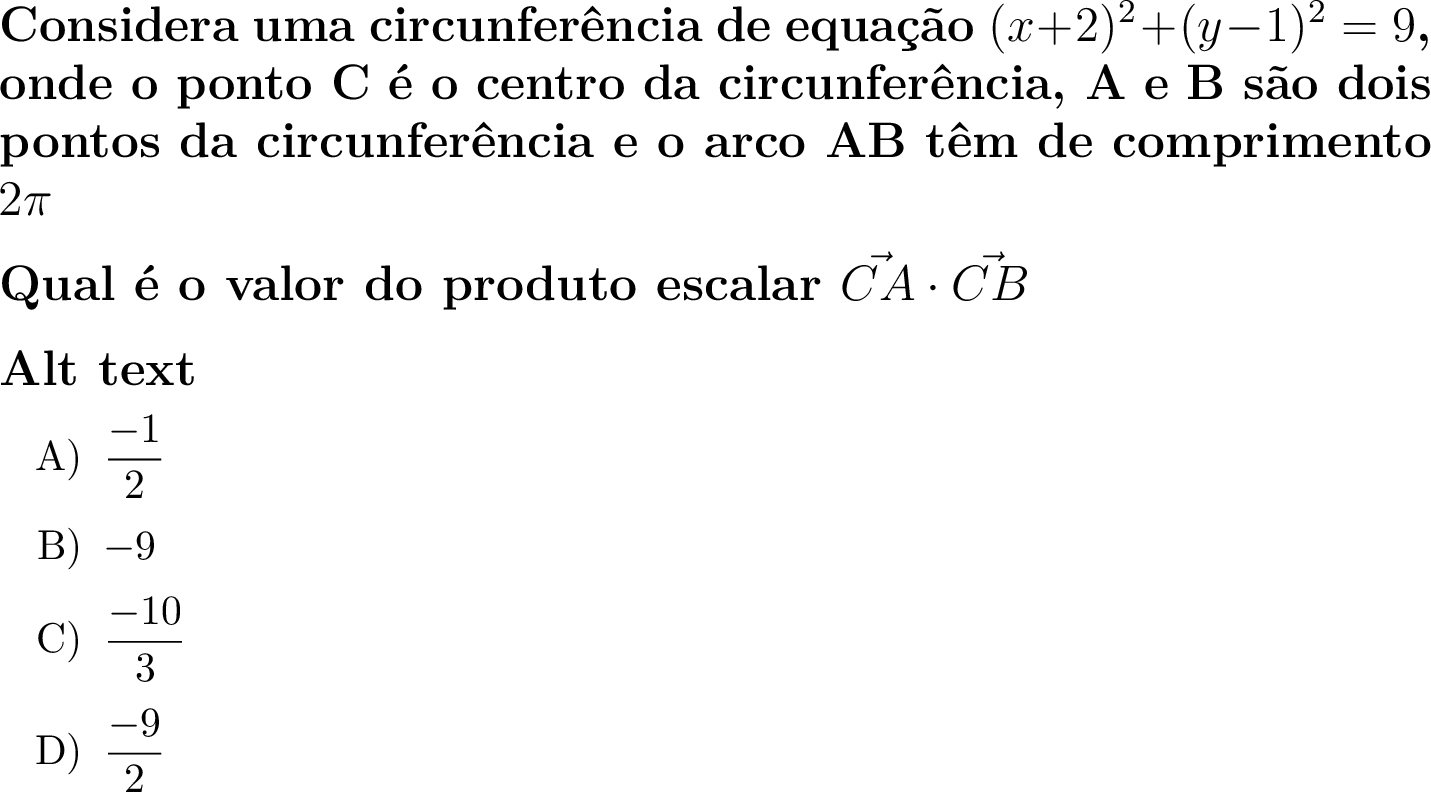 Considera uma circunferência de equação $(x+2)^2+(y-1)^2 = 9$,
onde o ponto C é o centro da circunferência, A e B são dois
pontos da circunferência e o arco AB têm de comprimento
$2\pi$
Qual é o valor do produto escalar $\vec{CA} \cdot \vec{CB}$
Alt text
A) $\frac{-1}{2}$
B) $-9$
C) $\frac{-10}{3}$
D) $\frac{-9}{2}$